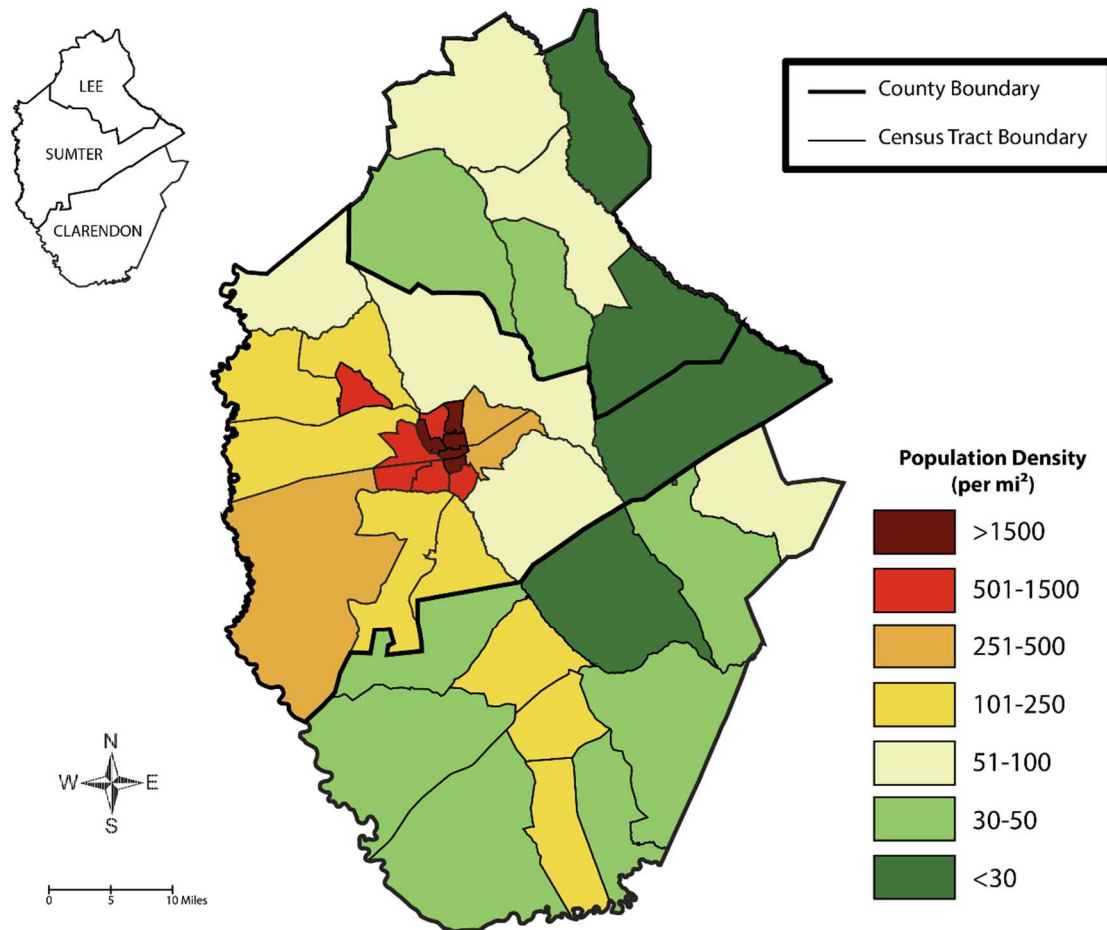 LEE
SUMTER
CLARENDON
County Boundary
Census Tract Boundary
Population Density
(per mi²)
>1500
501-1500
251-500
101-250
51-100
30-50
<30
N
W E
S
0 5 10 Miles